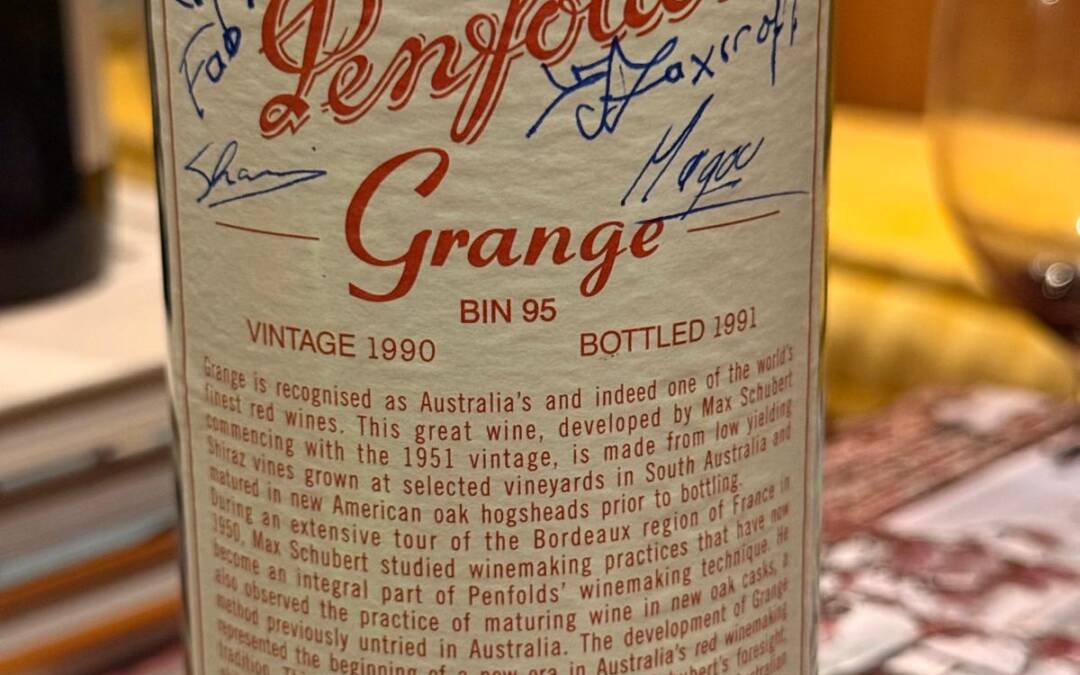 Fab
Penfolds
Foxcroft
Sham
Magou
Grange
BIN 95
VINTAGE 1990 BOTTLED 1991
Grange is recognised as Australia's and indeed one of the world's
finest red wines. This great wine, developed by Max Schubert
commencing with the 1951 vintage, is made from low yielding
Shiraz vines grown at selected vineyards in South Australia and
matured in new American oak hogsheads prior to bottling.
During an extensive tour of the Bordeaux region of France in
1950, Max Schubert studied winemaking practices that have now
become an integral part of Penfolds' winemaking technique. He
also observed the practice of maturing wine in new oak casks, a
method previously untried in Australia. The development of Grange
represented the beginning of a new era in Australia's red winemaking
tradition. foresight,